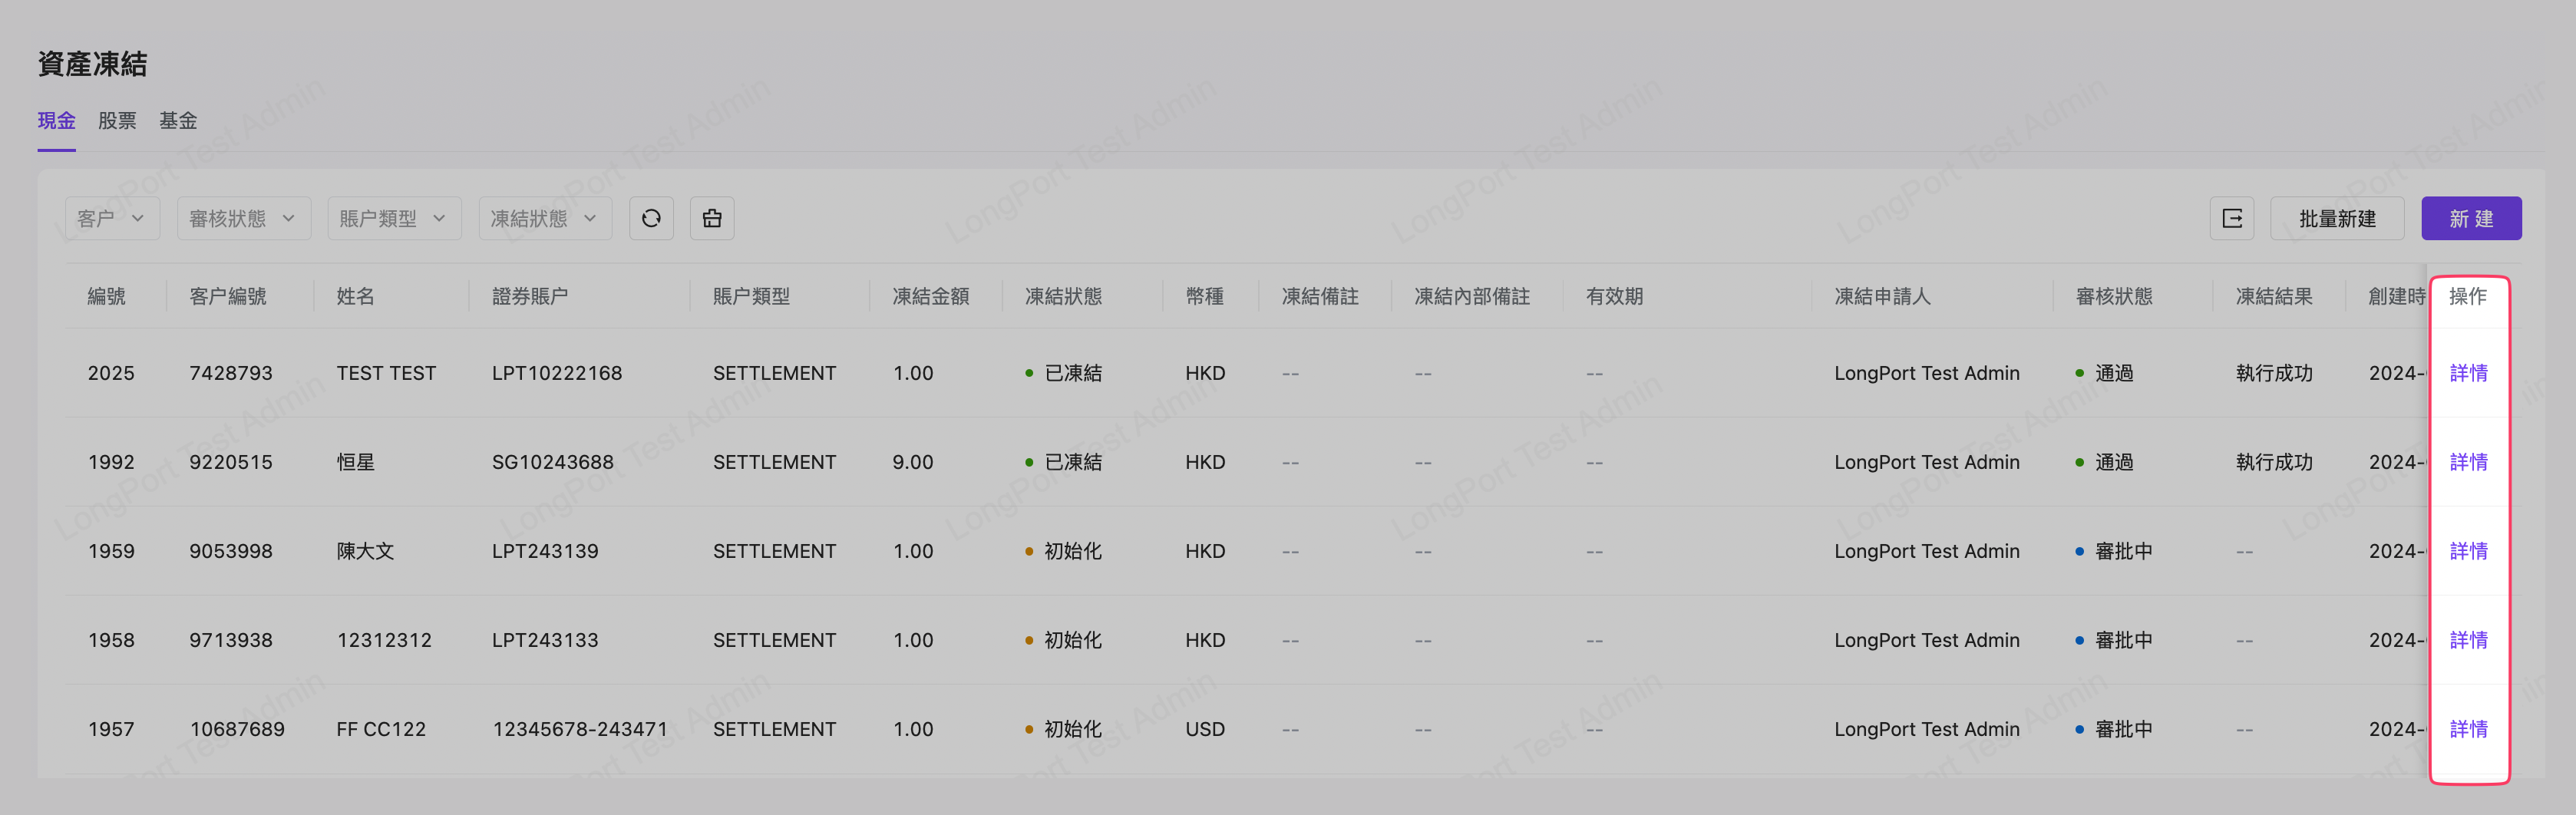 資產凍結
現金 股票 基金
客户 審核狀態 賬户類型 凍結狀態 批量新建 新 建
編號 客户編號 姓名 證券賬户 賬户類型 凍結金額 凍結狀態 幣種 凍結備註 凍結內部備註 有效期 凍結申請人 審核狀態 凍結結果 創建時 操作
2025 7428793 TEST TEST LPT10222168 SETTLEMENT 1.00 已凍結 HKD -- -- -- LongPort Test Admin 通過 執行成功 2024- 詳情
1992 9220515 恒星 SG10243688 SETTLEMENT 9.00 已凍結 HKD -- -- -- LongPort Test Admin 通過 執行成功 2024- 詳情
1959 9053998 陳大文 LPT243139 SETTLEMENT 1.00 初始化 HKD -- -- -- LongPort Test Admin 審批中 -- 2024- 詳情
1958 9713938 12312312 LPT243133 SETTLEMENT 1.00 初始化 HKD -- -- -- LongPort Test Admin 審批中 -- 2024- 詳情
1957 10687689 FF CC122 12345678-243471 SETTLEMENT 1.00 初始化 USD -- -- -- LongPort Test Admin 審批中 -- 2024- 詳情